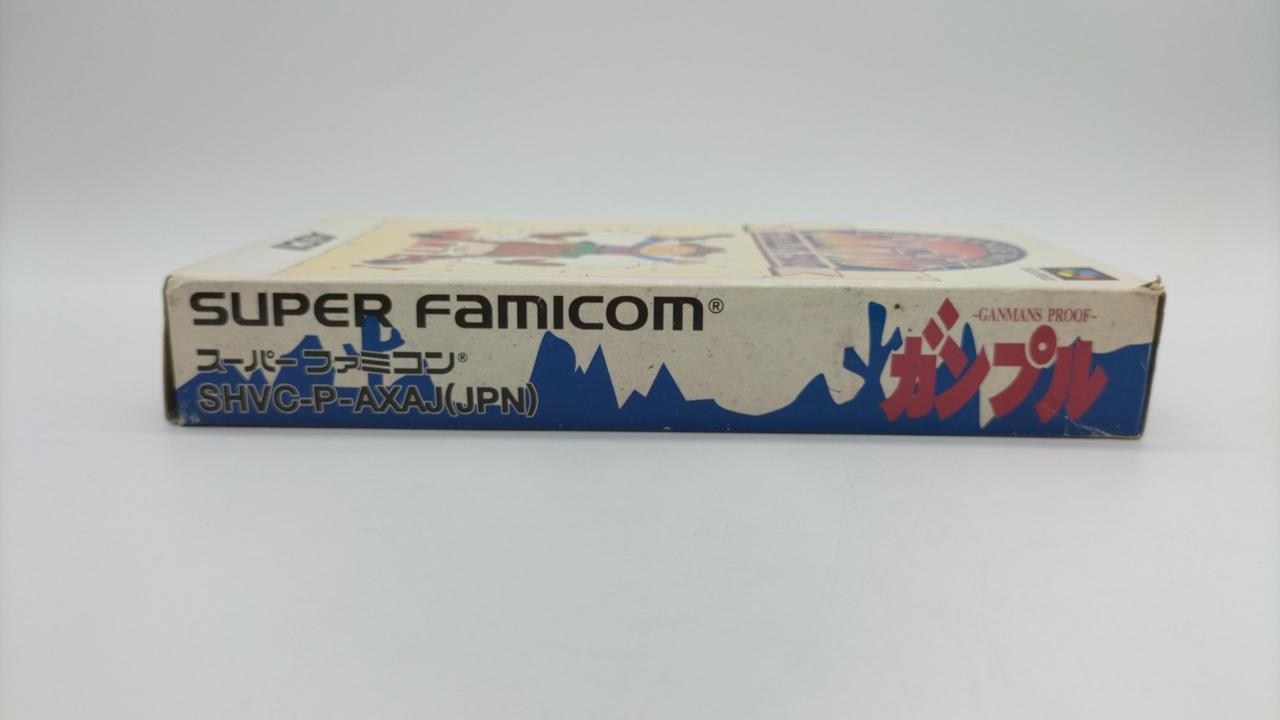 SUPER FAMICOM®
スーパーファミコン®
SHVC-P-AXAJ(JPN)
~GANMANS PROOF~
ガンプル